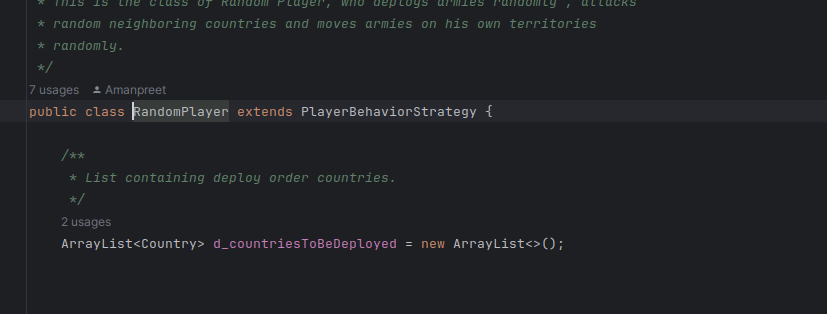 * This is the class of Random Player, who deploys armies randomly , attacks
* random neighboring countries and moves armies on his own territories
* randomly.
*/
7 usages Amanpreet
public class RandomPlayer extends PlayerBehaviorStrategy {
/**
* List containing deploy order countries.
*/
2 usages
ArrayList<Country> d_countriesToBeDeployed = new ArrayList<>();